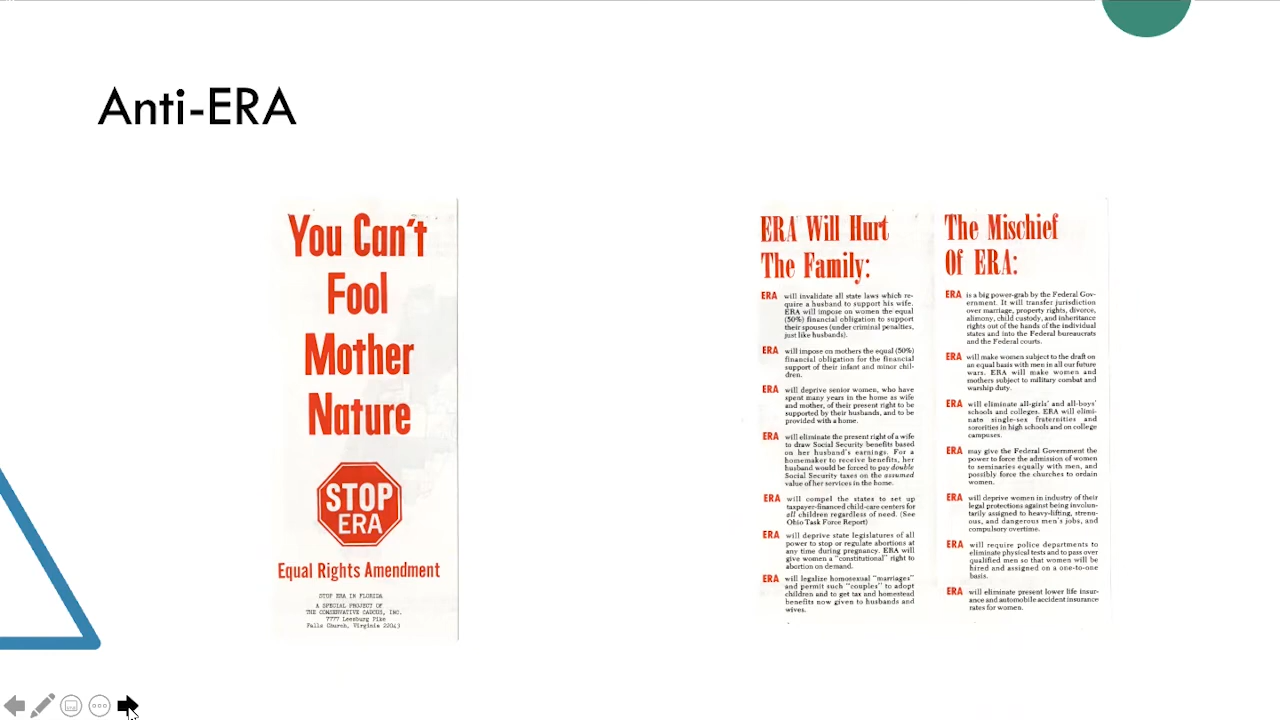 Anti-ERA
You Can't
Fool
Mother
Nature
STOP
ERA
Equal Rights Amendment
STOP ERA IN FLORIDA
A SPECIAL PROJECT OF
THE CONSERVATIVE CAUCUS, INC.
7777 Leesburg Pike
Falls Church, Virginia 22043
ERA Will Hurt
The Family:
ERA will invalidate all state laws which re-
quire a husband to support his wife.
ERA will impose on women the equal
(50%) financial obligation to support
their spouses (under criminal penalties,
just like husbands).
ERA will impose on mothers the equal (50%)
financial obligation for the financial
support of their infant and minor chil-
dren.
ERA will deprive senior women, who have
spent many years in the home as wife
and mother, of their present right to be
supported by their husbands, and to be
provided with a home.
ERA will eliminate the present right of a wife
to draw Social Security benefits based
on her husband's earnings. For a
homemaker to receive benefits, her
husband would be forced to pay double
Social Security taxes on the assumed
value of her services in the home.
ERA will compel the states to set up
taxpayer-financed child-care centers for
all children regardless of need. (See
Ohio Task Force Report)
ERA will deprive state legislatures of all
power to stop or regulate abortions at
any time during pregnancy. ERA will
give women a "constitutional" right to
abortion on demand.
ERA will legalize homosexual "marriages"
and permit such "couples" to adopt
children and to get tax and homestead
benefits now given to husbands and
wives.
The Mischief
Of ERA:
ERA is a big power-grab by the Federal Gov-
ernment. It will transfer jurisdiction
over marriage, property rights, divorce,
alimony, child custody, and inheritance
rights out of the hands of the individual
states and into the Federal bureaucrats
and the Federal courts.
ERA will make women subject to the draft on
an equal basis with men in all our future
wars. ERA will make women and
mothers subject to military combat and
warship duty.
ERA will eliminate all-girls' and all-boys'
schools and colleges. ERA will elimi-
nate single-sex fraternities and
sororities in high schools and on college
campuses.
ERA may give the Federal Government the
power to force the admission of women
to seminaries equally with men, and
possibly force the churches to ordain
women.
ERA will deprive women in industry of their
legal protections against being involun-
tarily assigned to heavy-lifting, strenu-
ous, and dangerous men's jobs, and
compulsory overtime.
ERA will require police departments to
eliminate physical tests and to pass over
qualified men so that women will be
hired and assigned on a one-to-one
basis.
ERA will eliminate present lower life insur-
ance and automobile accident insurance
rates for women.